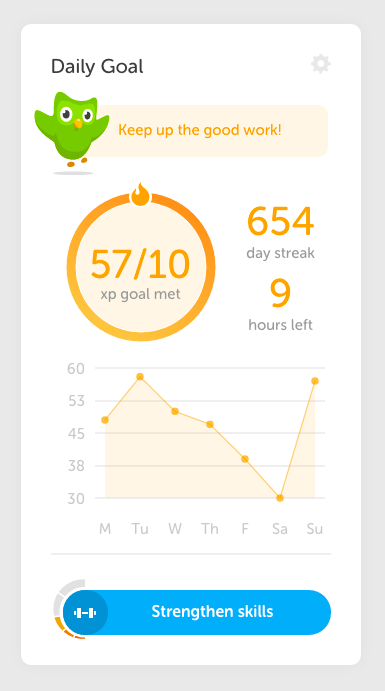 Daily Goal
Keep up the good work!
57/10
xp goal met
654
day streak
9
hours left
60
53
45
38
30
M Tu W Th F Sa Su
Strengthen skills